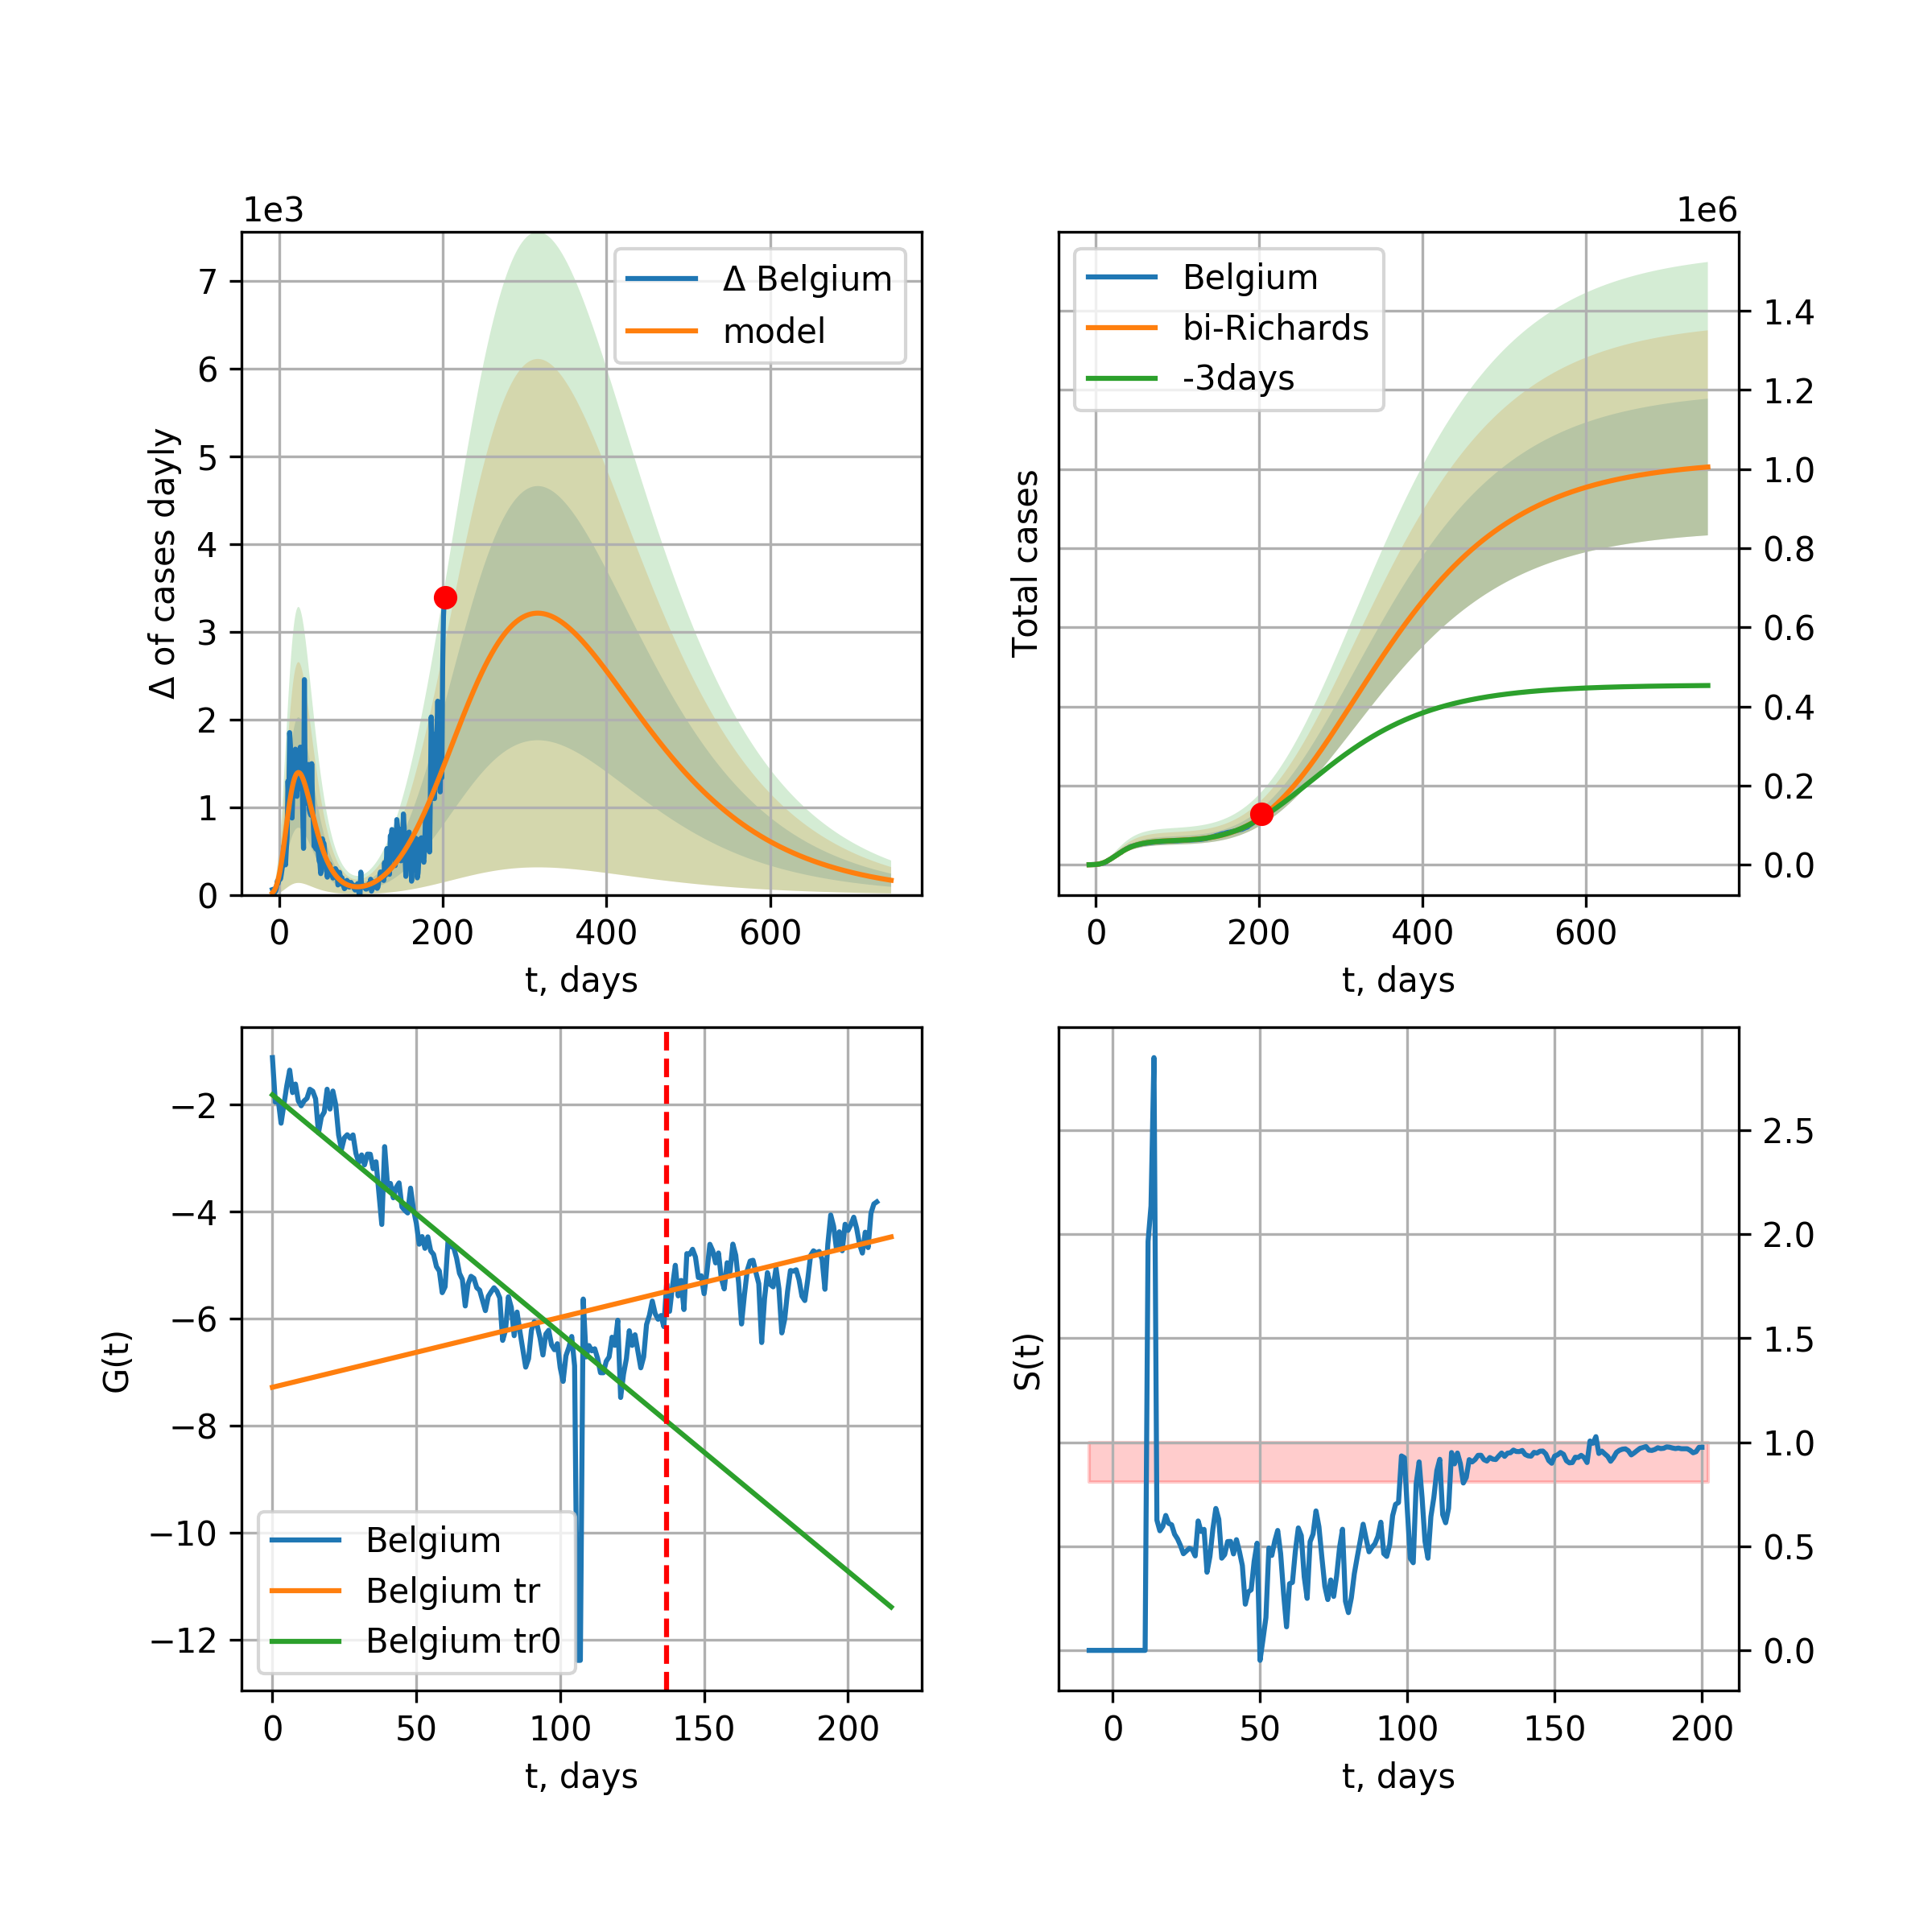 1e3
Δ of cases dayly
7
6
5
4
3
2
1
0
0 200 400 600
t, days
Δ Belgium
model
1e6
Total cases
1.4
1.2
1.0
0.8
0.6
0.4
0.2
0.0
0 200 400 600
t, days
Belgium
bi-Richards
-3days
G(t)
−2
−4
−6
−8
−10
−12
0 50 100 150 200
t, days
Belgium
Belgium tr
Belgium tr0
S(t)
2.5
2.0
1.5
1.0
0.5
0.0
0 50 100 150 200
t, days